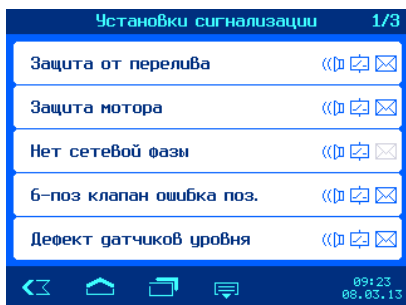 Установки сигнализации 1/3
Защита от перелива
Защита мотора
Нет сетевой фазы
6-поз клапан ошибка поз.
Дефект датчиков уровня
09:23
08.03.13